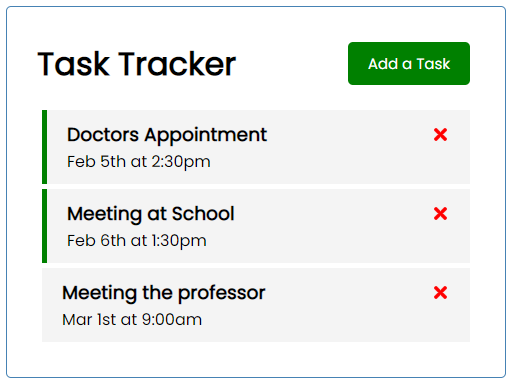 Task Tracker
Add a Task
Doctors Appointment
Feb 5th at 2:30pm
Meeting at School
Feb 6th at 1:30pm
Meeting the professor
Mar 1st at 9:00am